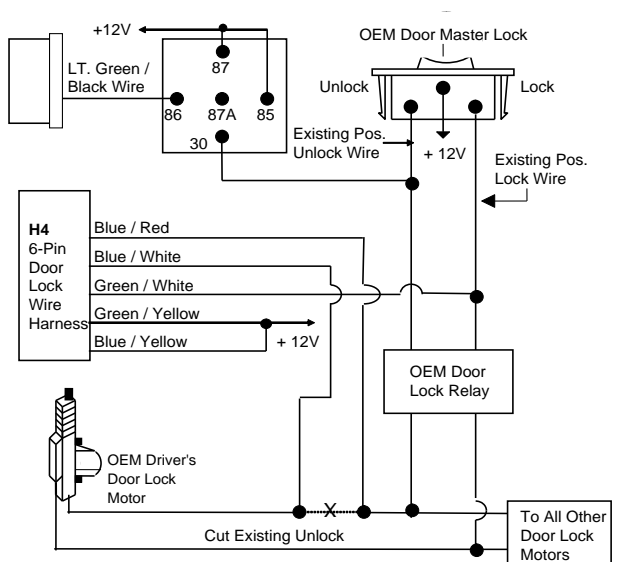 +12V
OEM Door Master Lock
87
LT. Green /
Black Wire
Unlock
Lock
86
87A
85
30
Existing Pos.
Unlock Wire
+ 12V
Existing Pos.
Lock Wire
H4
6-Pin
Door
Lock
Wire
Harness
Blue / Red
Blue / White
Green / White
Green / Yellow
Blue / Yellow
+ 12V
OEM Door
Lock Relay
OEM Driver's
Door Lock
Motor
X
Cut Existing Unlock
To All Other
Door Lock
Motors